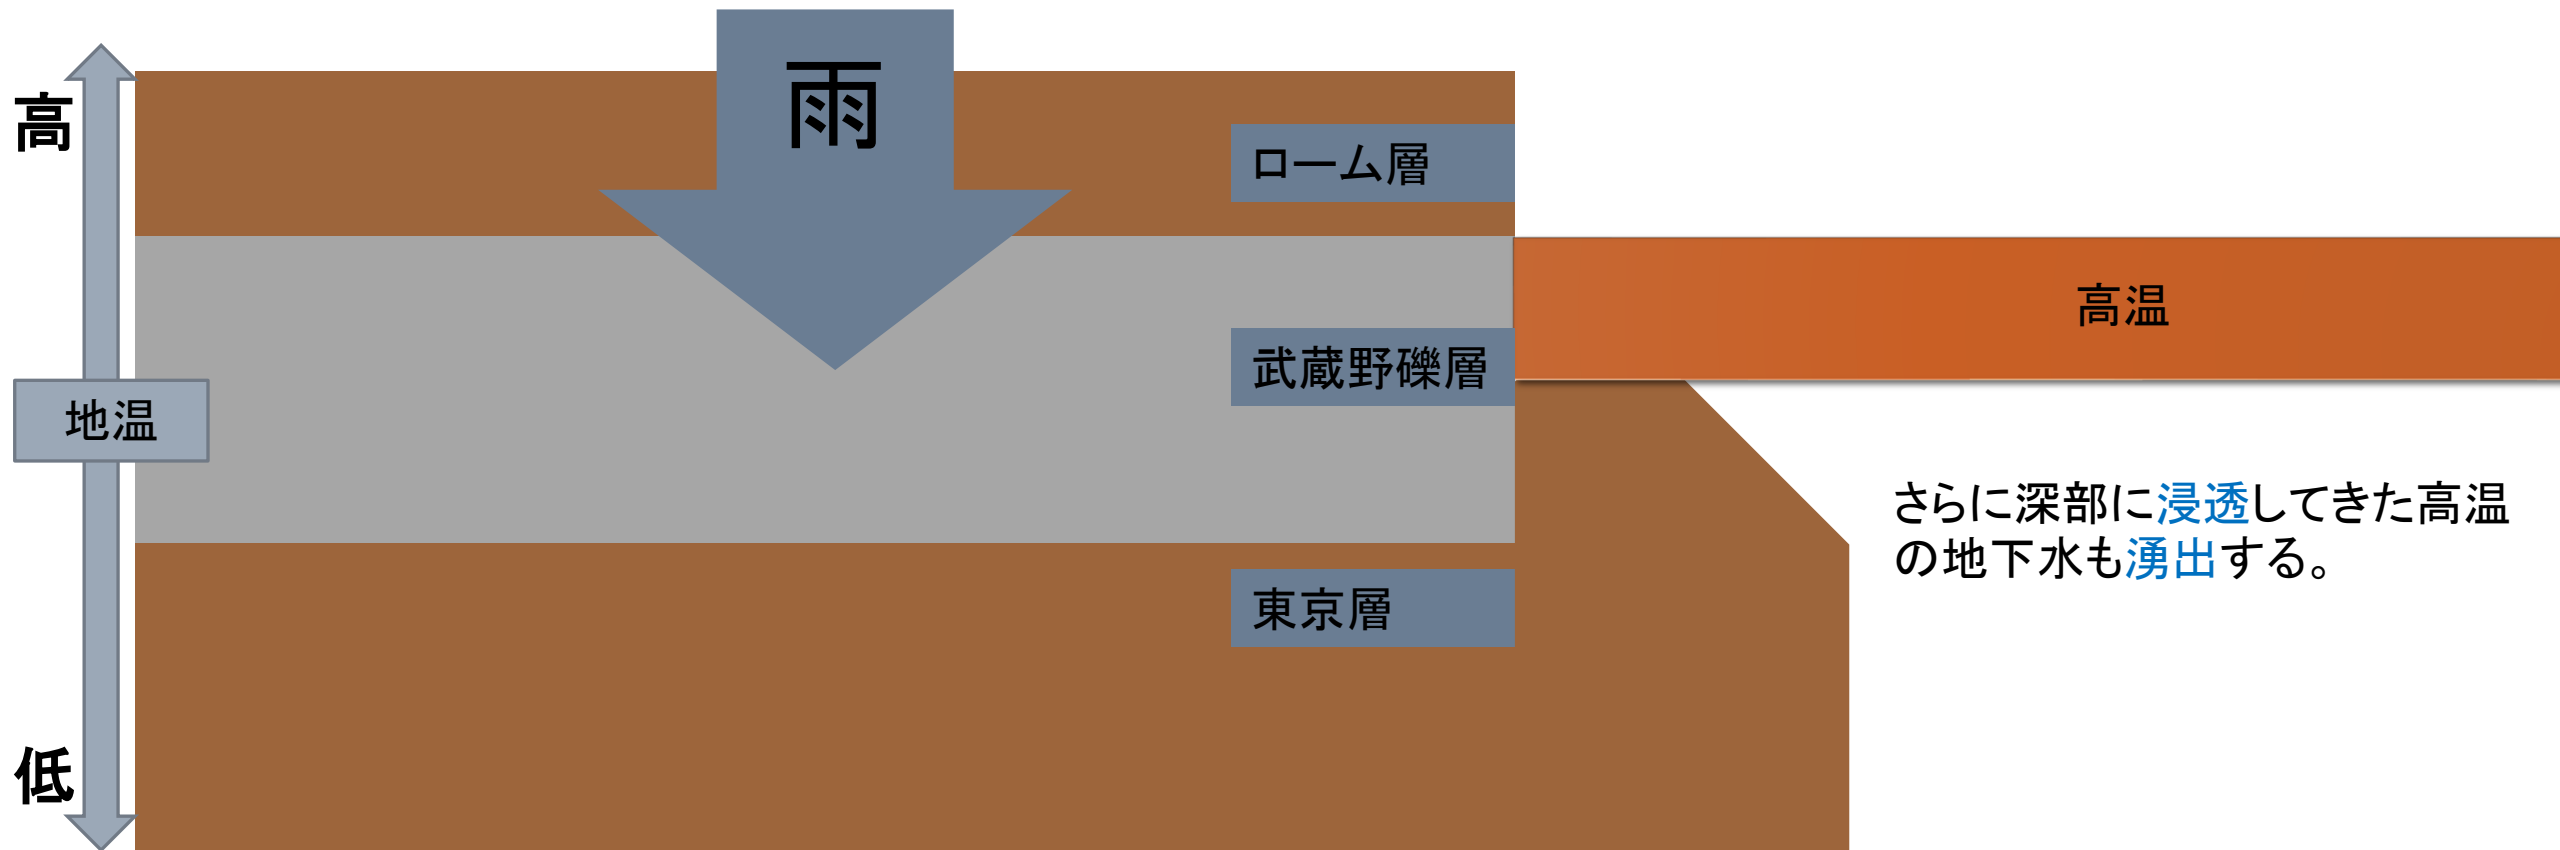 雨
高
ローム層
高温
武蔵野礫層
地温
さらに深部に浸透してきた高温
の地下水も湧出する。
東京層
低